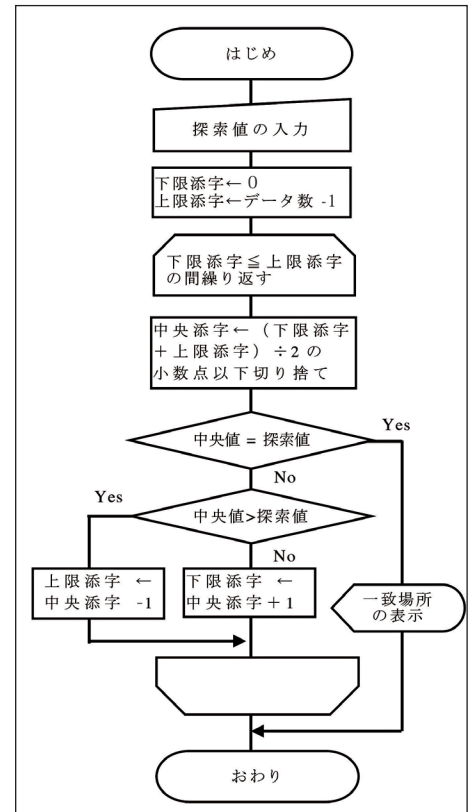 はじめ
探索値の入力
下限添字←0
上限添字←データ数 -1
下限添字≦上限添字
の間繰り返す
中央添字←（下限添字
＋上限添字）÷2の
小数点以下切り捨て
中央値 = 探索値
Yes
No
中央値>探索値
Yes
No
上限添字 ←
中央添字 -1
下限添字 ←
中央添字＋1
一致場所
の表示
おわり